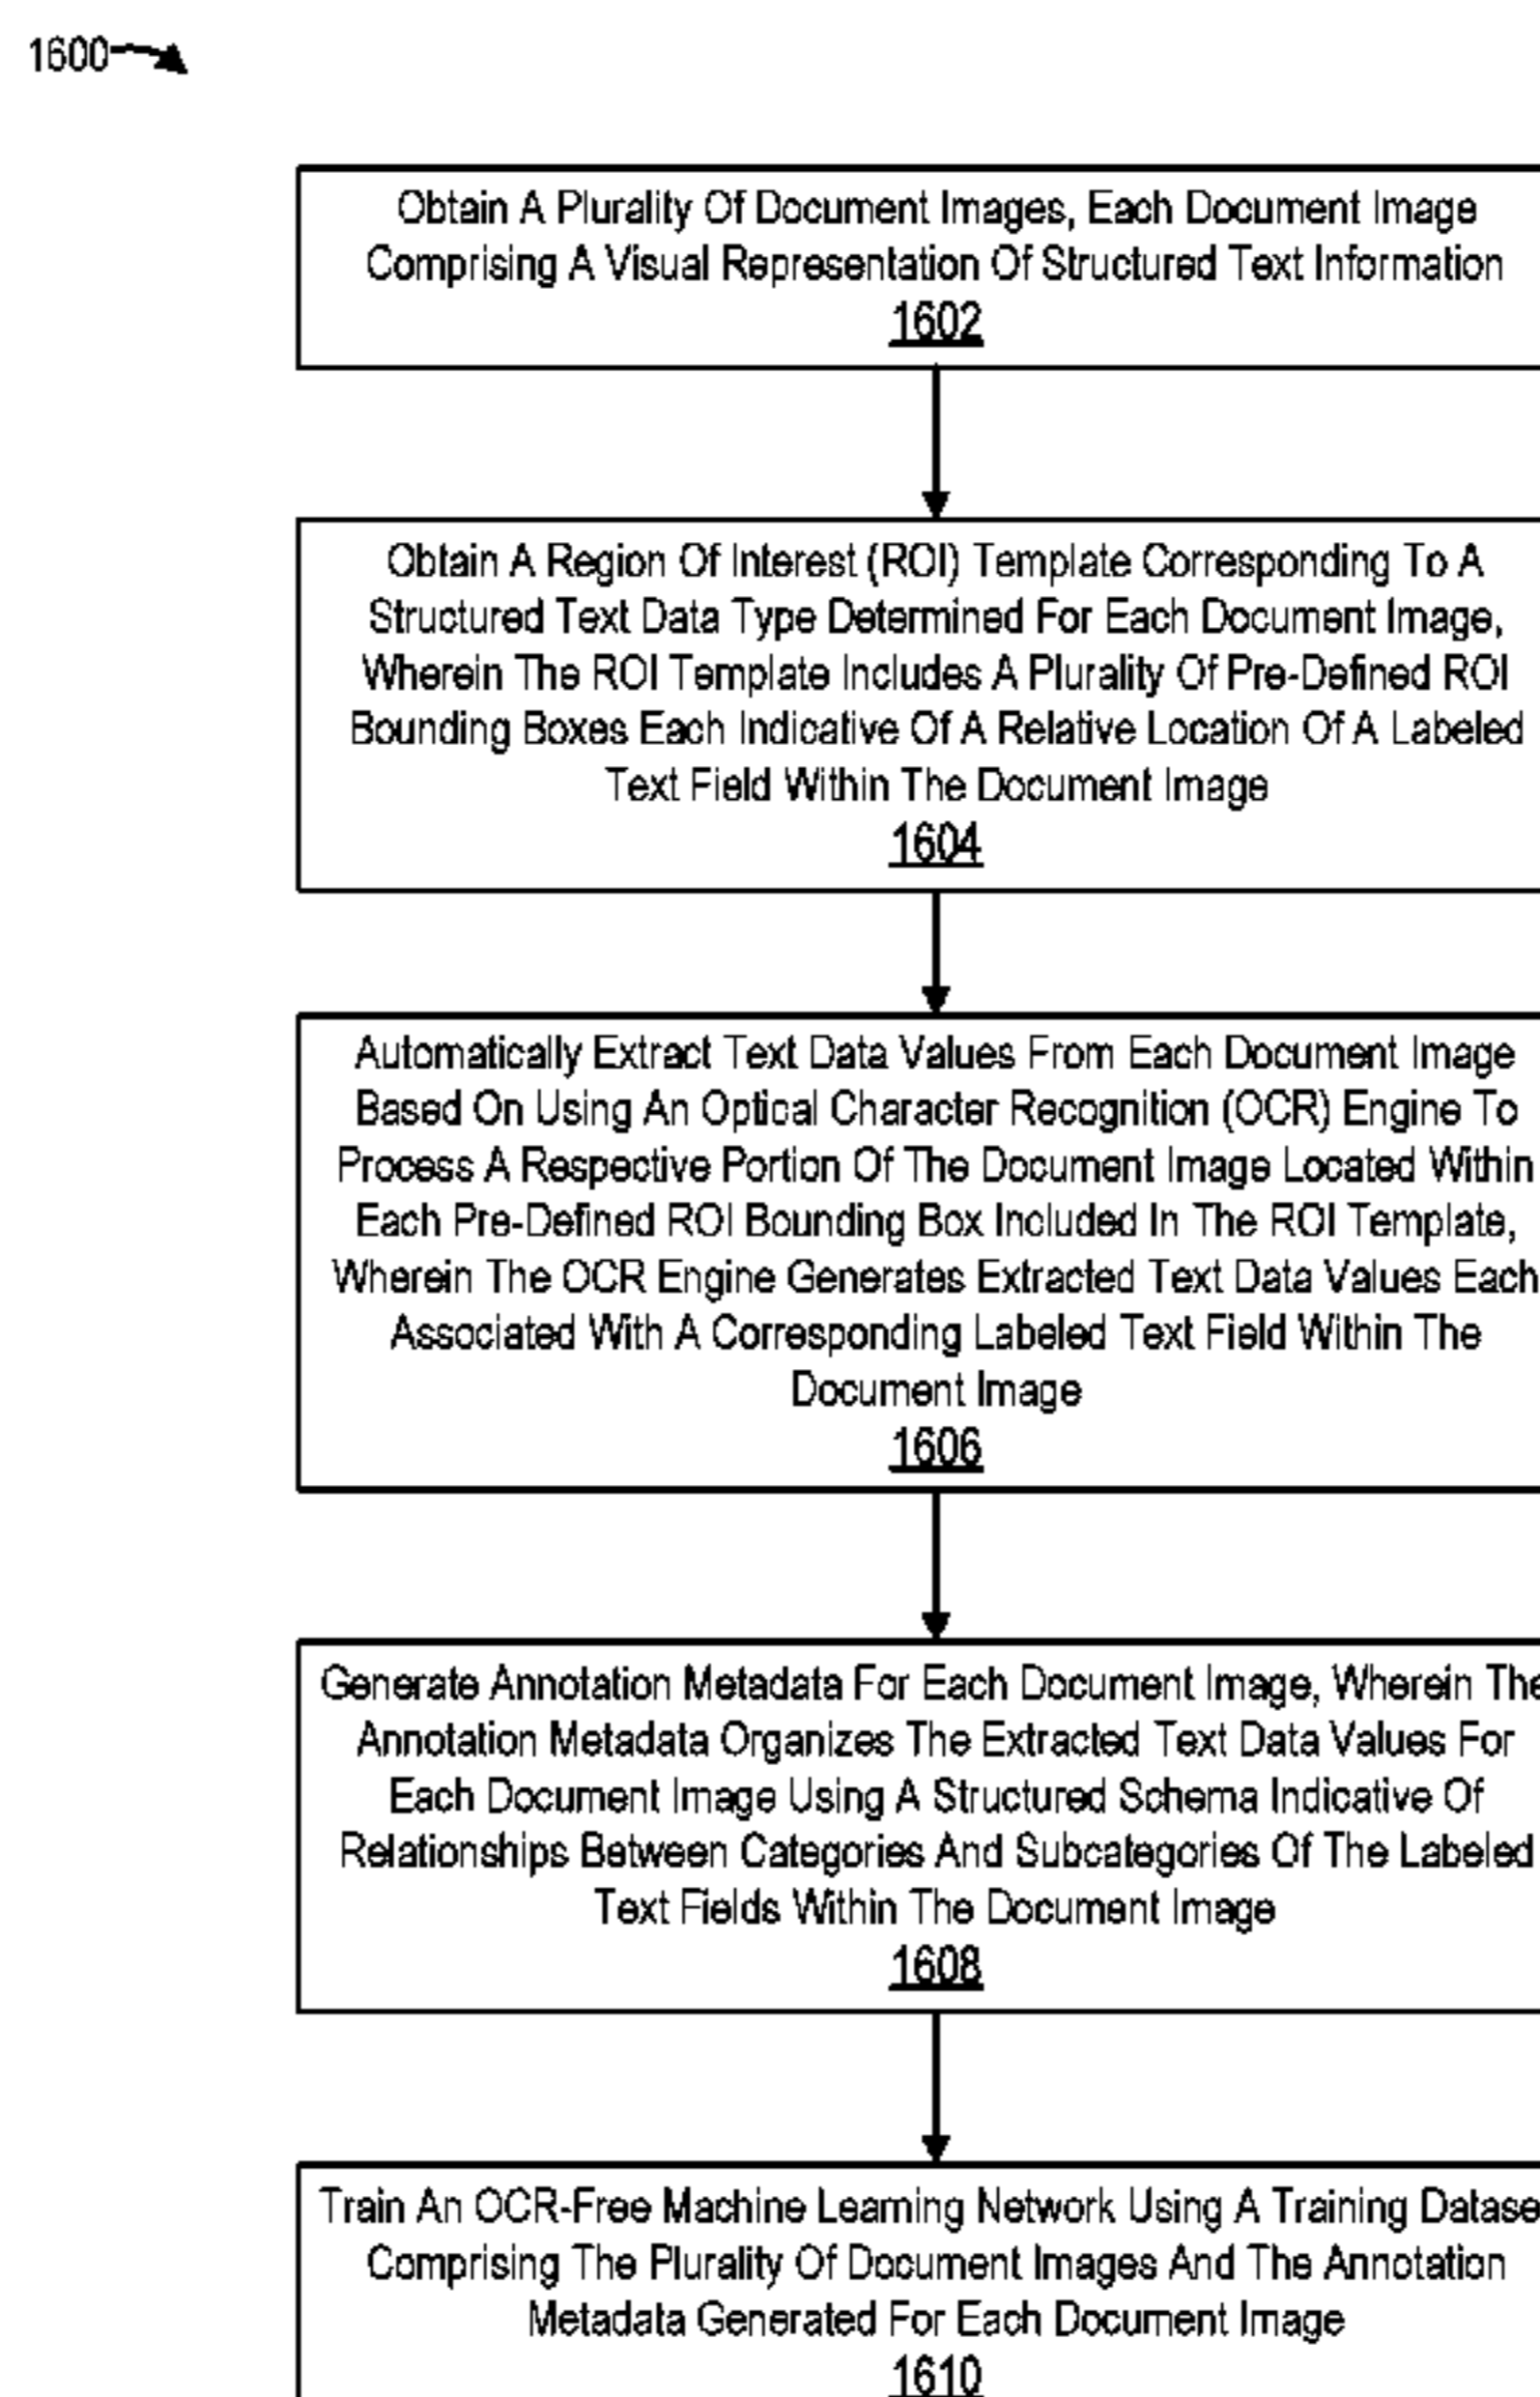 1600
Obtain A Plurality Of Document Images, Each Document Image
Comprising A Visual Representation Of Structured Text Information
1602
Obtain A Region Of Interest (ROI) Template Corresponding To A
Structured Text Data Type Determined For Each Document Image,
Wherein The ROI Template Includes A Plurality Of Pre-Defined ROI
Bounding Boxes Each Indicative Of A Relative Location Of A Labeled
Text Field Within The Document Image
1604
Automatically Extract Text Data Values From Each Document Image
Based On Using An Optical Character Recognition (OCR) Engine To
Process A Respective Portion Of The Document Image Located Within
Each Pre-Defined ROI Bounding Box Included In The ROI Template,
Wherein The OCR Engine Generates Extracted Text Data Values Each
Associated With A Corresponding Labeled Text Field Within The
Document Image
1606
Generate Annotation Metadata For Each Document Image, Wherein The
Annotation Metadata Organizes The Extracted Text Data Values For
Each Document Image Using A Structured Schema Indicative Of
Relationships Between Categories And Subcategories Of The Labeled
Text Fields Within The Document Image
1608
Train An OCR-Free Machine Learning Network Using A Training Datase
Comprising The Plurality Of Document Images And The Annotation
Metadata Generated For Each Document Image
1610